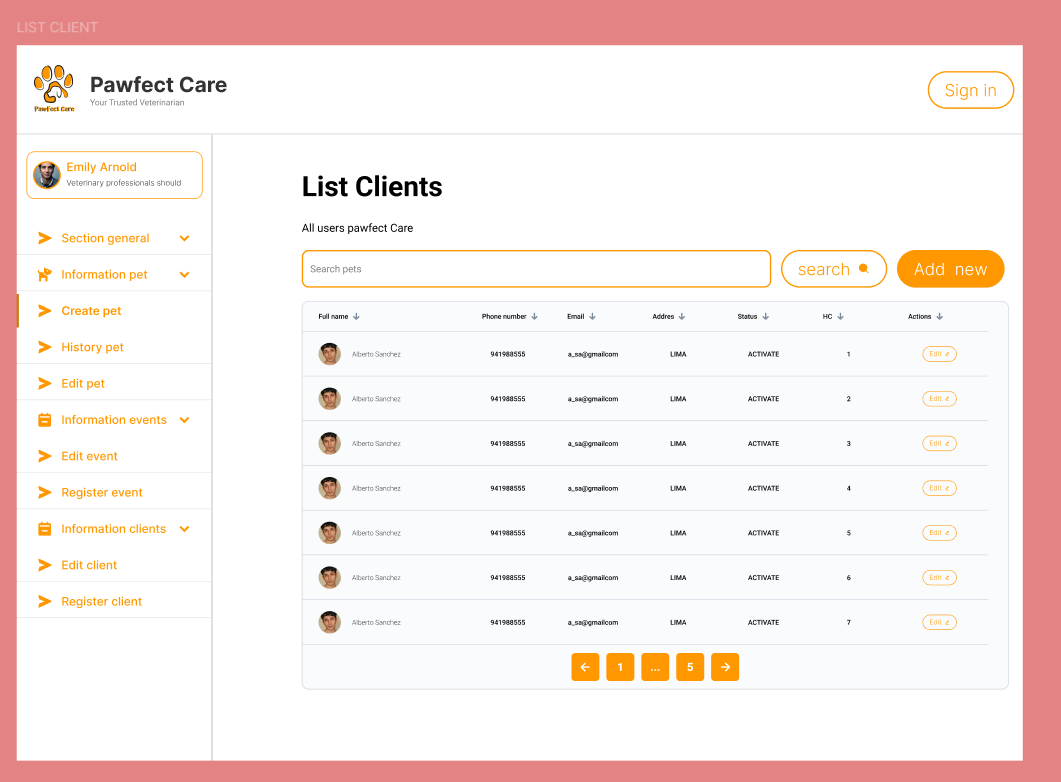 LIST CLIENT
PawFect Care
Pawfect Care
Your Trusted Veterinarian
Sign in
Emily Arnold
Veterinary professionals should
Section general
Information pet
Create pet
History pet
Edit pet
Information events
Edit event
Register event
Information clients
Edit client
Register client
List Clients
All users pawfect Care
Search pets
search
Add new
Full name Phone number Email Addres Status HC Actions
Alberto Sanchez 941988555 a_sa@gmailcom LIMA ACTIVATE 1 Edit
Alberto Sanchez 941988555 a_sa@gmailcom LIMA ACTIVATE 2 Edit
Alberto Sanchez 941988555 a_sa@gmailcom LIMA ACTIVATE 3 Edit
Alberto Sanchez 941988555 a_sa@gmailcom LIMA ACTIVATE 4 Edit
Alberto Sanchez 941988555 a_sa@gmailcom LIMA ACTIVATE 5 Edit
Alberto Sanchez 941988555 a_sa@gmailcom LIMA ACTIVATE 6 Edit
Alberto Sanchez 941988555 a_sa@gmailcom LIMA ACTIVATE 7 Edit
1 ... 5